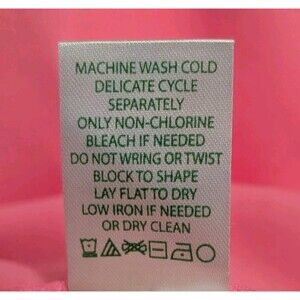 MACHINE WASH COLD
DELICATE CYCLE
SEPARATELY
ONLY NON-CHLORINE
BLEACH IF NEEDED
DO NOT WRING OR TWIST
BLOCK TO SHAPE
LAY FLAT TO DRY
LOW IRON IF NEEDED
OR DRY CLEAN